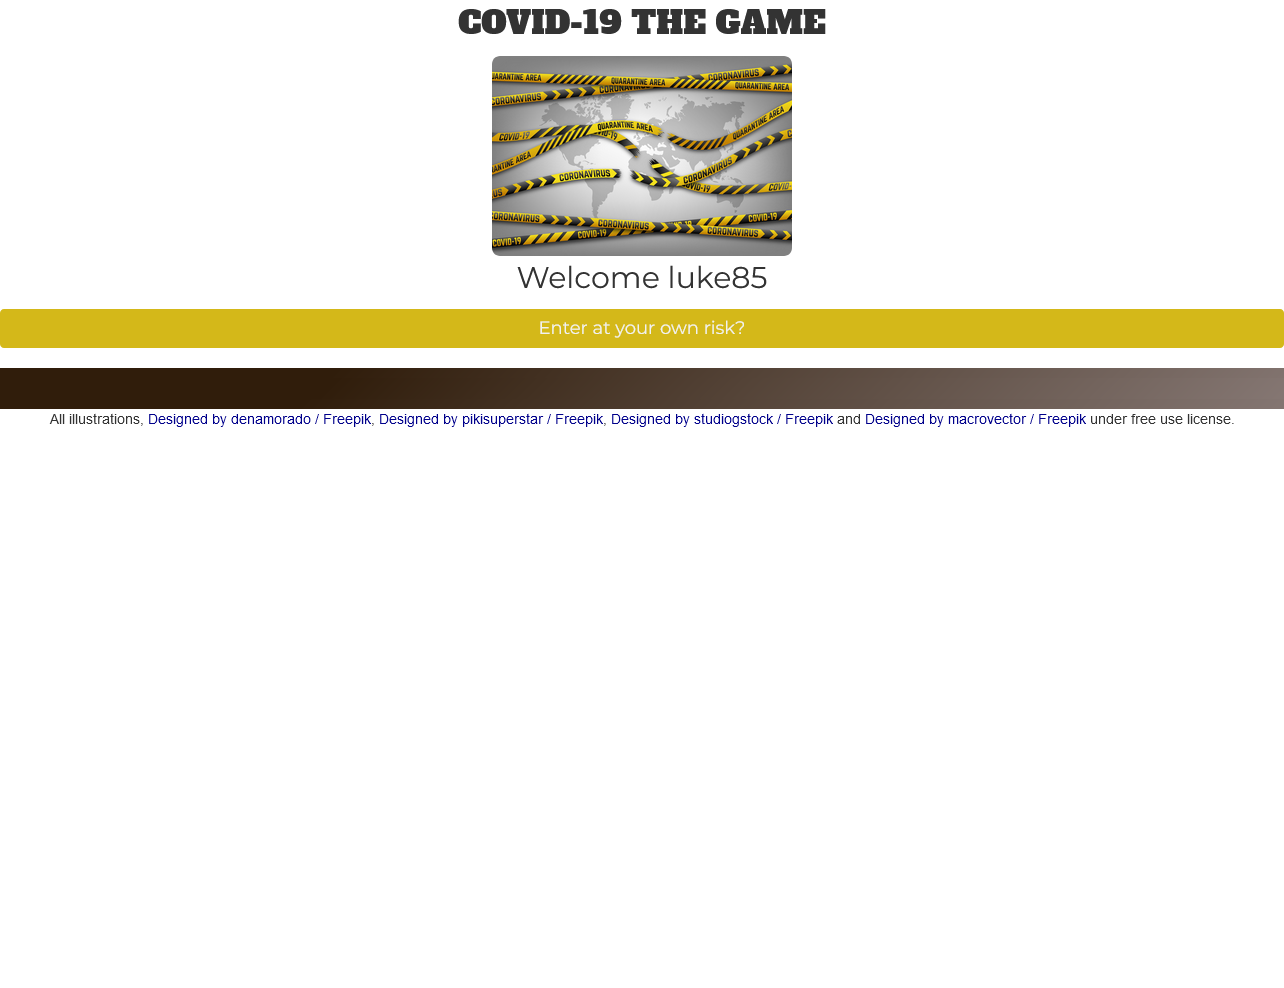 COVID-19 THE GAME
QUARANTINE AREA QUARANTINE AREA CORONAVIRUS
CORONAVIRUS CORONAVIRUS QUARANTINE AREA
COVID-19 QUARANTINE AREA QUARANTINE AREA
COVID-19
QUARANTINE AREA CORONAVIRUS
CORONAVIRUS COVID-19 COVID-19
CORONAVIRUS CORONAVIRUS COVID-19
COVID-19 COVID-19 CORONAVIRUS
Welcome luke85
Enter at your own risk?
All illustrations, Designed by denamorado / Freepik, Designed by pikisuperstar / Freepik, Designed by studiogstock / Freepik and Designed by macrovector / Freepik under free use license.